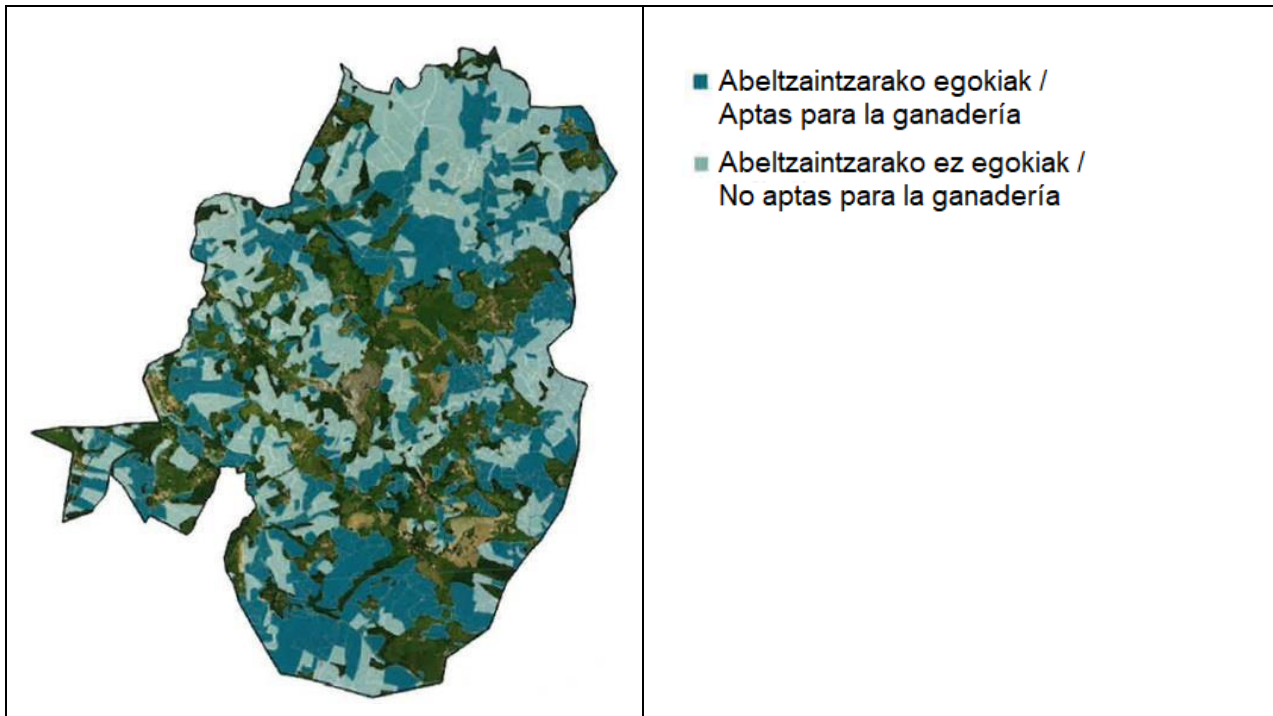 Abeltzaintzarako egokiak /
Aptas para la ganadería
Abeltzaintzarako ez egokiak /
No aptas para la ganadería